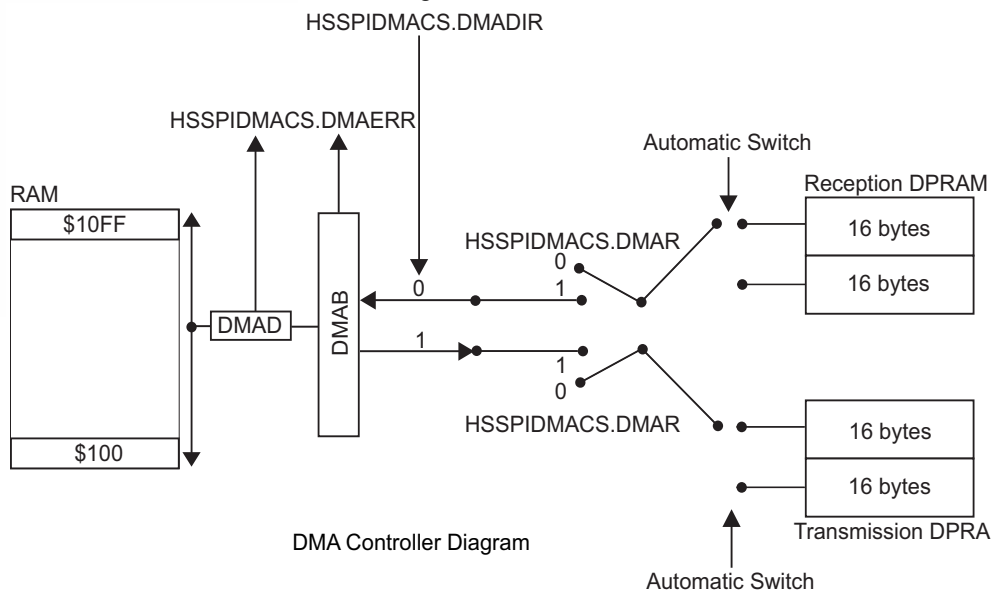 HSSPIDMACS.DMADIR
HSSPIDMACS.DMAERR
Automatic Switch
RAM
Reception DPRAM
$10FF
16 bytes
HSSPIDMACS.DMAR
0
16 bytes
0
1
DMAD
DMAB
1
1
0
HSSPIDMACS.DMAR
16 bytes
$100
16 bytes
Transmission DPRA
DMA Controller Diagram
Automatic Switch